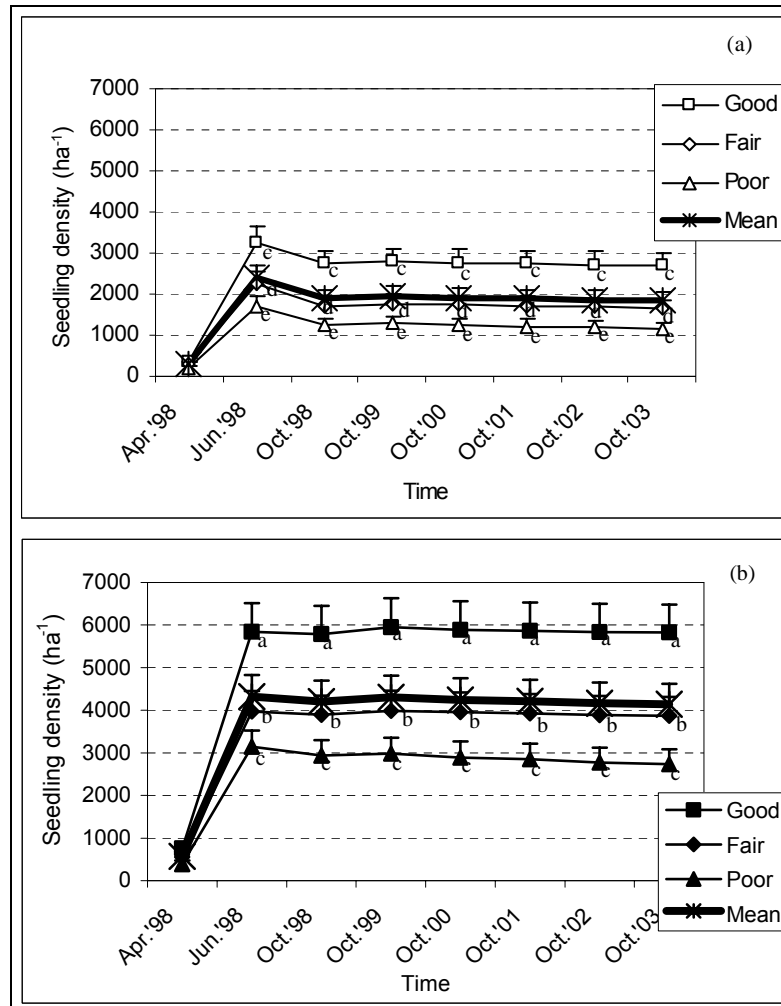 (a)
7000
6000
5000
4000
3000
2000
1000
0
Seedling density (ha⁻¹)
Good
Fair
Poor
Mean
c c c c c c
d d d d d d d
e e e e e e e
Apr.'98 Jun.'98 Oct.'98 Oct.'99 Oct.'00 Oct.'01 Oct.'02 Oct.'03
Time
(b)
7000
6000
5000
4000
3000
2000
1000
0
Seedling density (ha⁻¹)
a a a a a a a
b b b b b b b
c c c c c c c
Good
Fair
Poor
Mean
Apr.'98 Jun.'98 Oct.'98 Oct.'99 Oct.'00 Oct.'01 Oct.'02 Oct.'03
Time